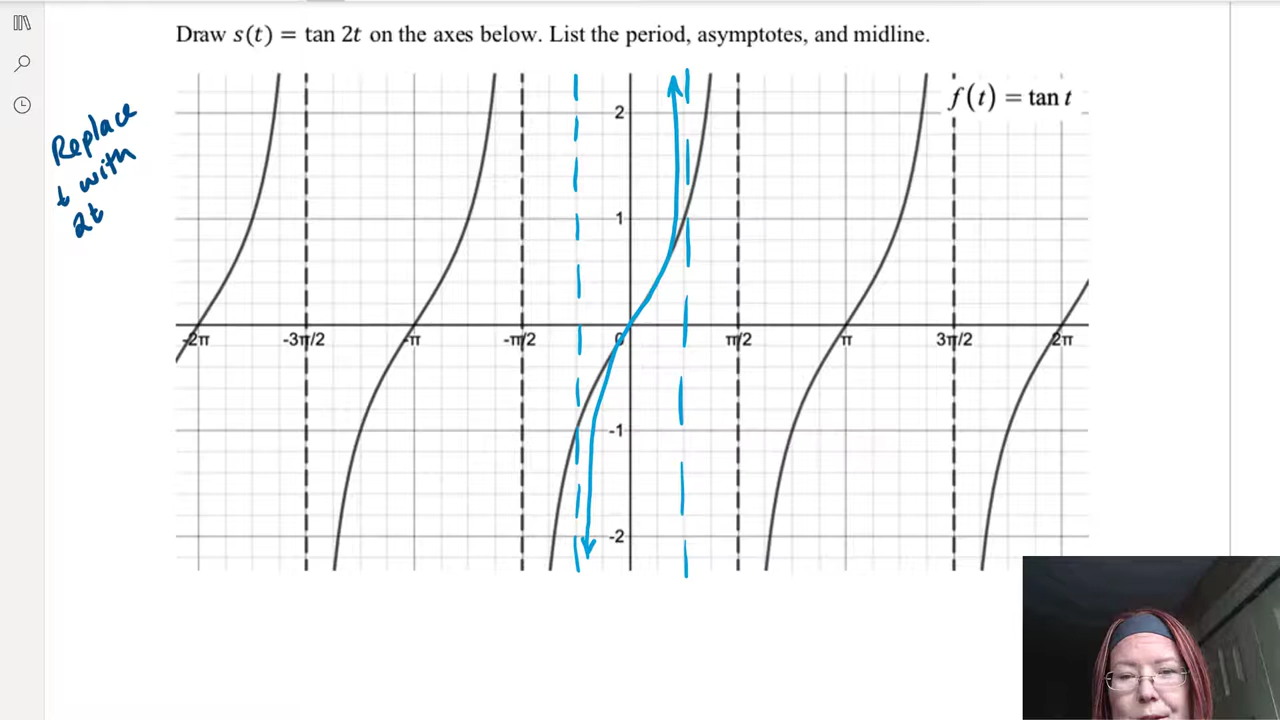 Draw s(t) = tan 2t on the axes below. List the period, asymptotes, and midline.
f(t) = tan t
Replace
t with
2t
2
1
-2π -3π/2 -π -π/2 0 π/2 π 3π/2 2π
-1
-2